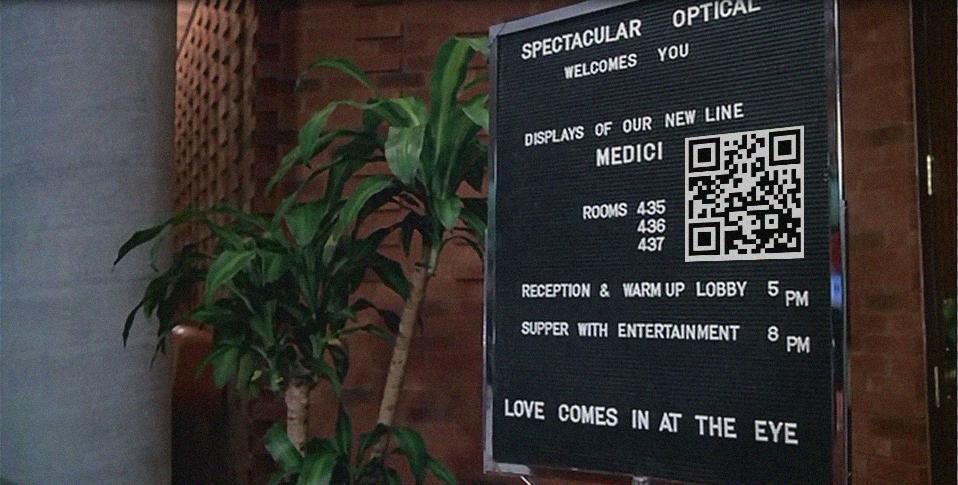 SPECTACULAR OPTICAL
WELCOMES YOU
DISPLAYS OF OUR NEW LINE
MEDICI
ROOMS 435
436
437
RECEPTION & WARM UP LOBBY 5 PM
SUPPER WITH ENTERTAINMENT 8 PM
LOVE COMES IN AT THE EYE